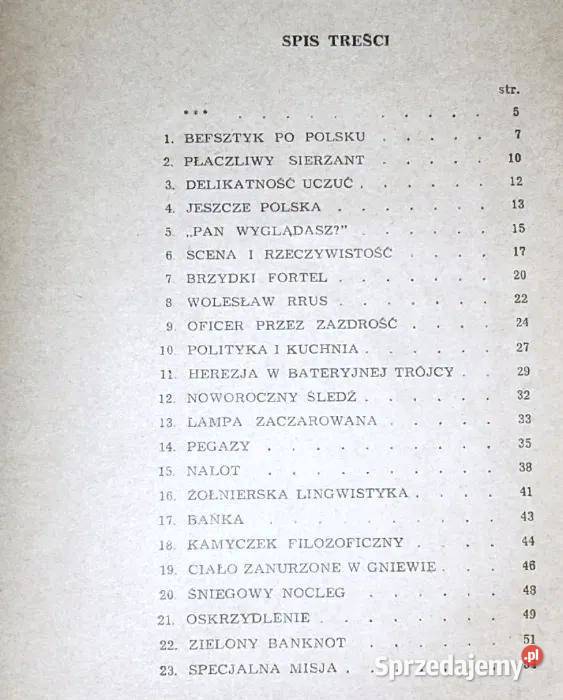 SPIS TREŚCI
str.
*** . . . . . . . . . 5
1. BEFSZTYK PO POLSKU . . . . . 7
2. PŁACZLIWY SIERŻANT . . . . . 10
3. DELIKATNOŚĆ UCZUĆ . . . . . . 12
4. JESZCZE POLSKA . . . . . . . 13
5. „PAN WYGLĄDASZ?" . . . . . . 15
6. SCENA I RZECZYWISTOŚĆ . . . . 17
7. BRZYDKI FORTEL . . . . . . . 20
8. WOLESŁAW RRUS . . . . . . . 22
9. OFICER PRZEZ ZAZDROŚĆ . . . . 24
10. POLITYKA I KUCHNIA . . . . . . 27
11. HEREZJA W BATERYJNEJ TRÓJCY . . 29
12. NOWOROCZNY ŚLEDŹ . . . . . . 32
13. LAMPA ZACZAROWANA . . . . . 33
14. PEGAZY . . . . . . . . . 35
15. NALOT . . . . . . . . . 38
16. ŻOŁNIERSKA LINGWISTYKA . . . . 41
17. BAŃKA . . . . . . . . . 43
18. KAMYCZEK FILOZOFICZNY . . . . 44
19. CIAŁO ZANURZONE W GNIEWIE . . . 46
20. ŚNIEGOWY NOCLEG . . . . . . 48
21. OSKRZYDLENIE . . . . . . . 49
22. ZIELONY BANKNOT . . . . . . 51
23. SPECJALNA MISJA . . . . . .
Sprzedajemy.pl